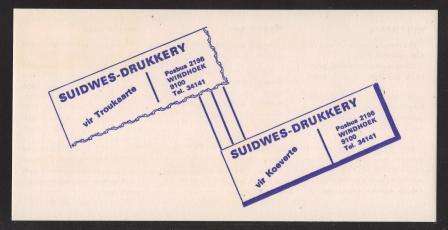 SUIDWES-DRUKKERY
vir Troukaarte
Posbus 2196
WINDHOEK
9100
Tel. 34141
SUIDWES-DRUKKERY
vir Koeverte
Posbus 2196
WINDHOEK
9100
Tel. 34141